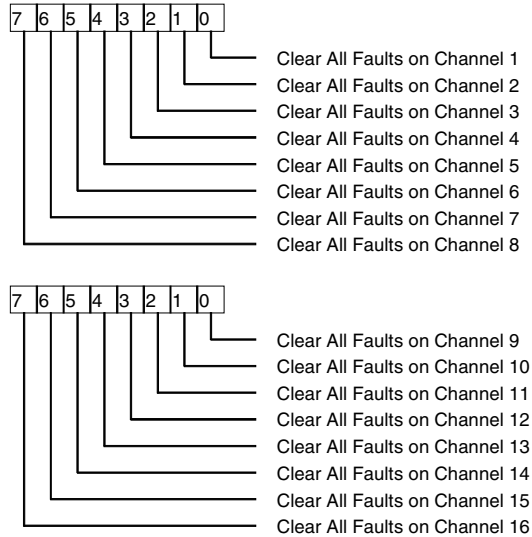 7 6 5 4 3 2 1 0
Clear All Faults on Channel 1
Clear All Faults on Channel 2
Clear All Faults on Channel 3
Clear All Faults on Channel 4
Clear All Faults on Channel 5
Clear All Faults on Channel 6
Clear All Faults on Channel 7
Clear All Faults on Channel 8
7 6 5 4 3 2 1 0
Clear All Faults on Channel 9
Clear All Faults on Channel 10
Clear All Faults on Channel 11
Clear All Faults on Channel 12
Clear All Faults on Channel 13
Clear All Faults on Channel 14
Clear All Faults on Channel 15
Clear All Faults on Channel 16